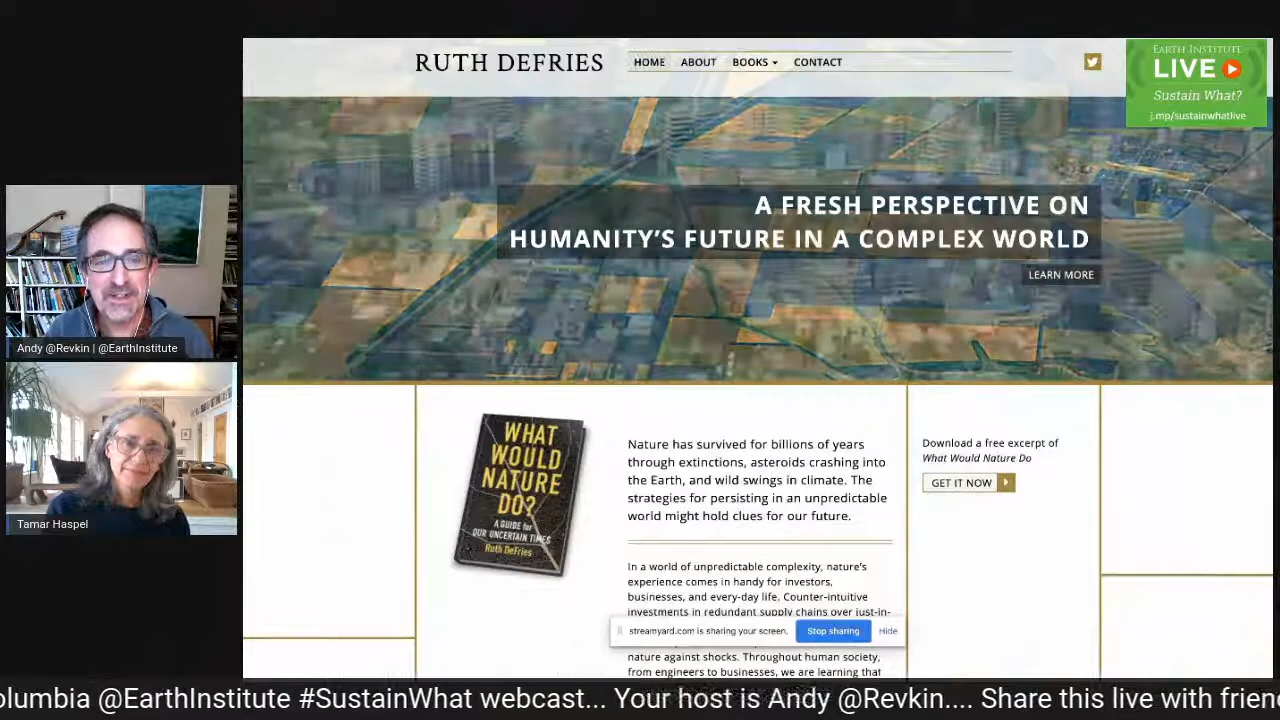 RUTH DEFRIES
HOME ABOUT BOOKS CONTACT
EARTH INSTITUTE
LIVE
Sustain What?
j.mp/sustainwhatlive
A FRESH PERSPECTIVE ON
HUMANITY'S FUTURE IN A COMPLEX WORLD
LEARN MORE
Andy @Revkin | @EarthInstitute
Tamar Haspel
WHAT
WOULD
NATURE
DO?
A GUIDE for
OUR UNCERTAIN TIMES
Ruth DeFries
Nature has survived for billions of years
through extinctions, asteroids crashing into
the Earth, and wild swings in climate. The
strategies for persisting in an unpredictable
world might hold clues for our future.
In a world of unpredictable complexity, nature's
experience comes in handy for investors,
businesses, and every-day life. Counter-intuitive
investments in redundant supply chains over just-in-
nature against shocks. Throughout human society,
from engineers to businesses, we are learning that
Download a free excerpt of
What Would Nature Do
GET IT NOW
streamyard.com is sharing your screen. Stop sharing Hide
olumbia @EarthInstitute #SustainWhat webcast... Your host is Andy @Revkin.... Share this live with frien